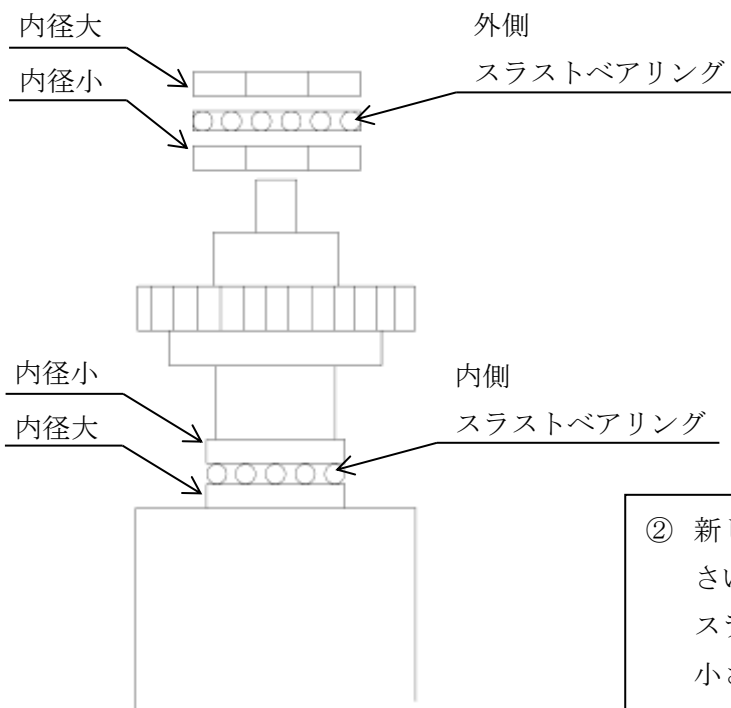 内径大
外側
内径小
スラストベアリング
内径小
内側
内径大
スラストベアリング
② 新し
さい
スラ
小さ